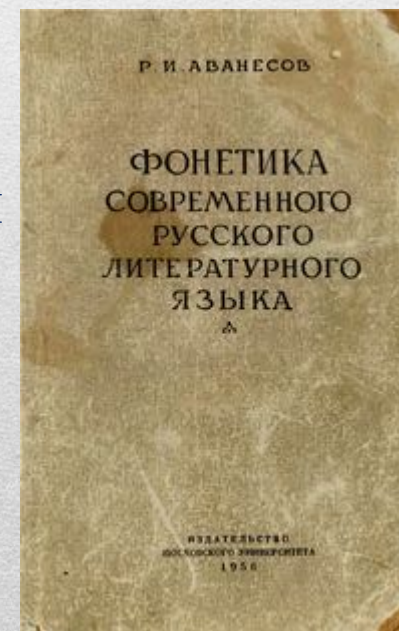 Р. И. АВАНЕСОВ
ФОНЕТИКА
СОВРЕМЕННОГО
РУССКОГО
ЛИТЕРАТУРНОГО
ЯЗЫКА
ИЗДАТЕЛЬСТВО
МОСКОВСКОГО УНИВЕРСИТЕТА
1956